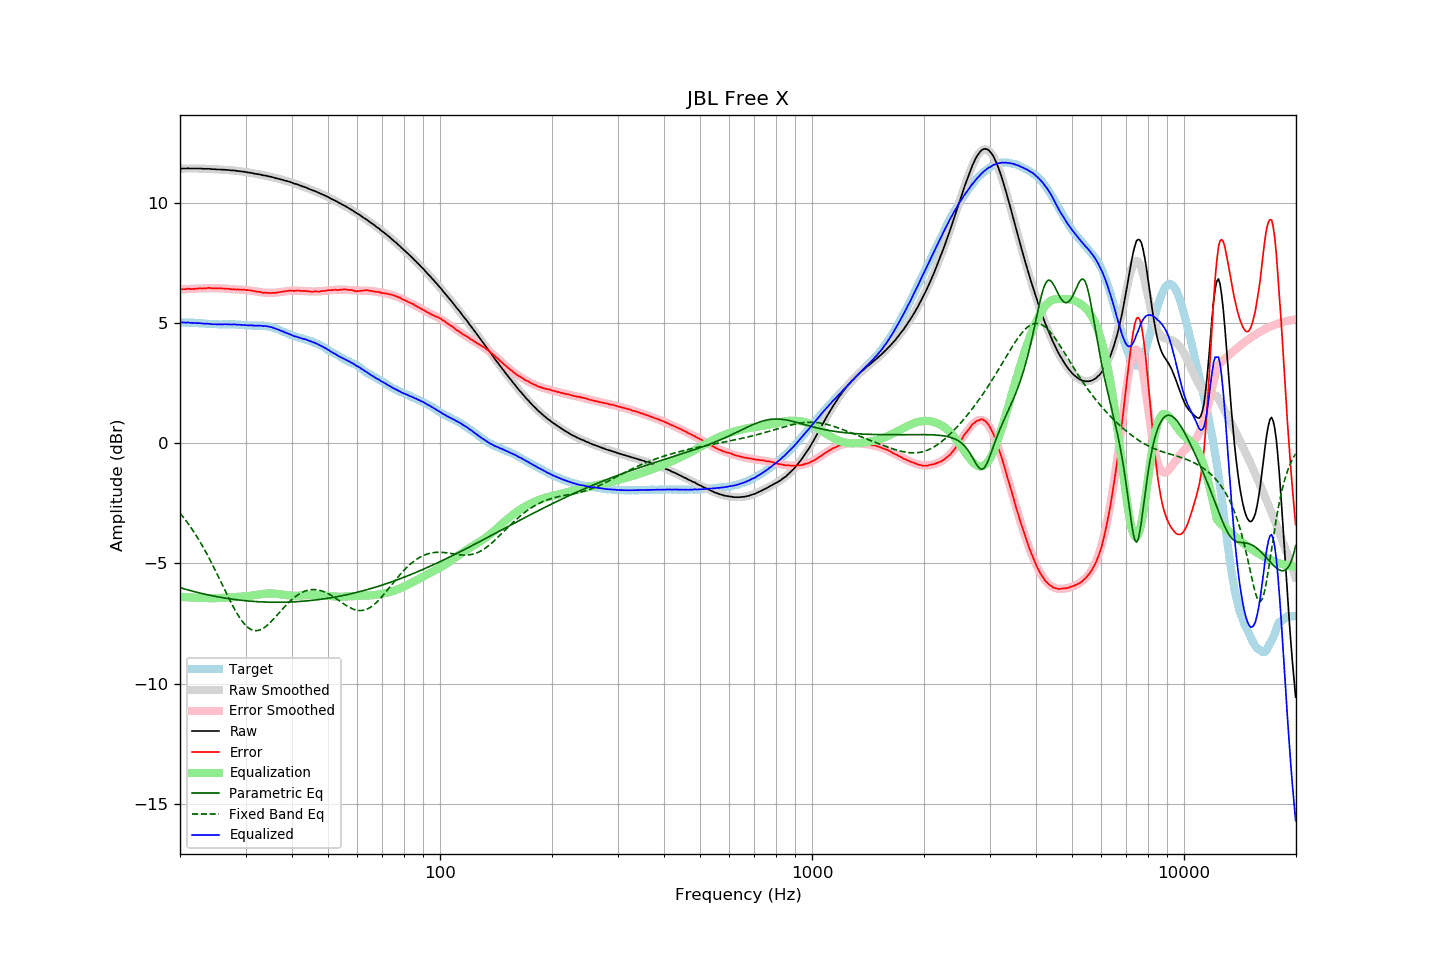 JBL Free X
Amplitude (dBr)
10
5
0
−5
−10
−15
Target
Raw Smoothed
Error Smoothed
Raw
Error
Equalization
Parametric Eq
Fixed Band Eq
Equalized
100
1000
10000
Frequency (Hz)